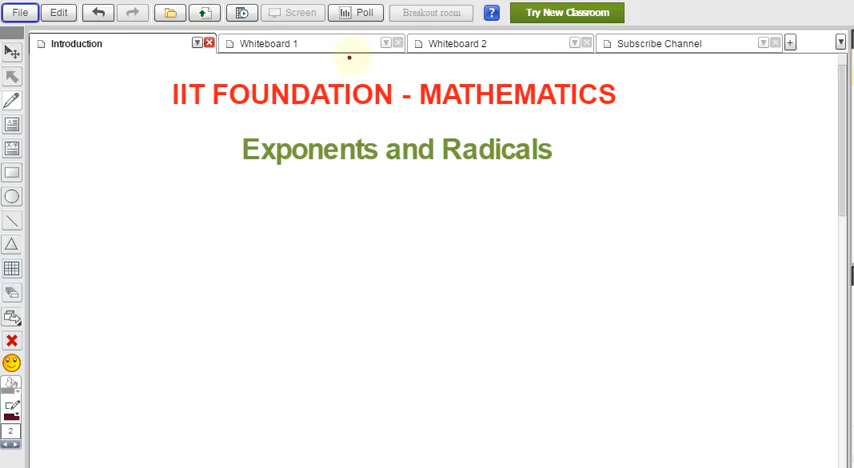 File Edit Screen Poll Breakout room ? Try New Classroom
Introduction Whiteboard 1 Whiteboard 2 Subscribe Channel +
IIT FOUNDATION - MATHEMATICS
Exponents and Radicals
2